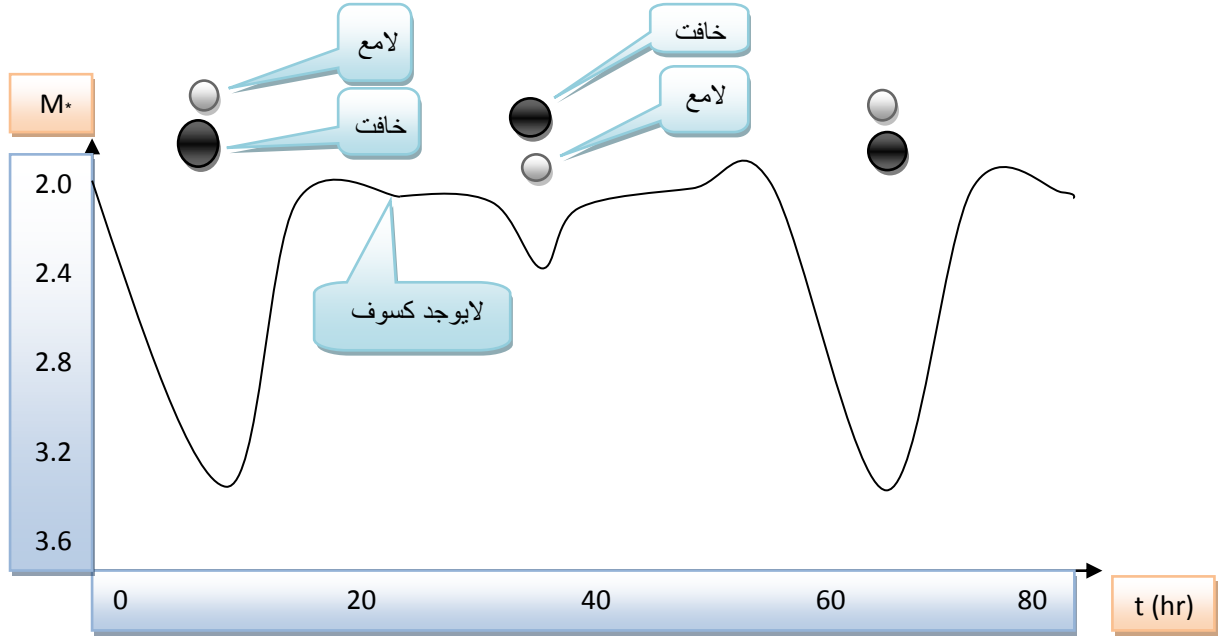 لامع
خافت
خافت
لامع
M*
2.0
2.4
2.8
3.2
3.6
لايوجد كسوف
0 20 40 60 80
t (hr)